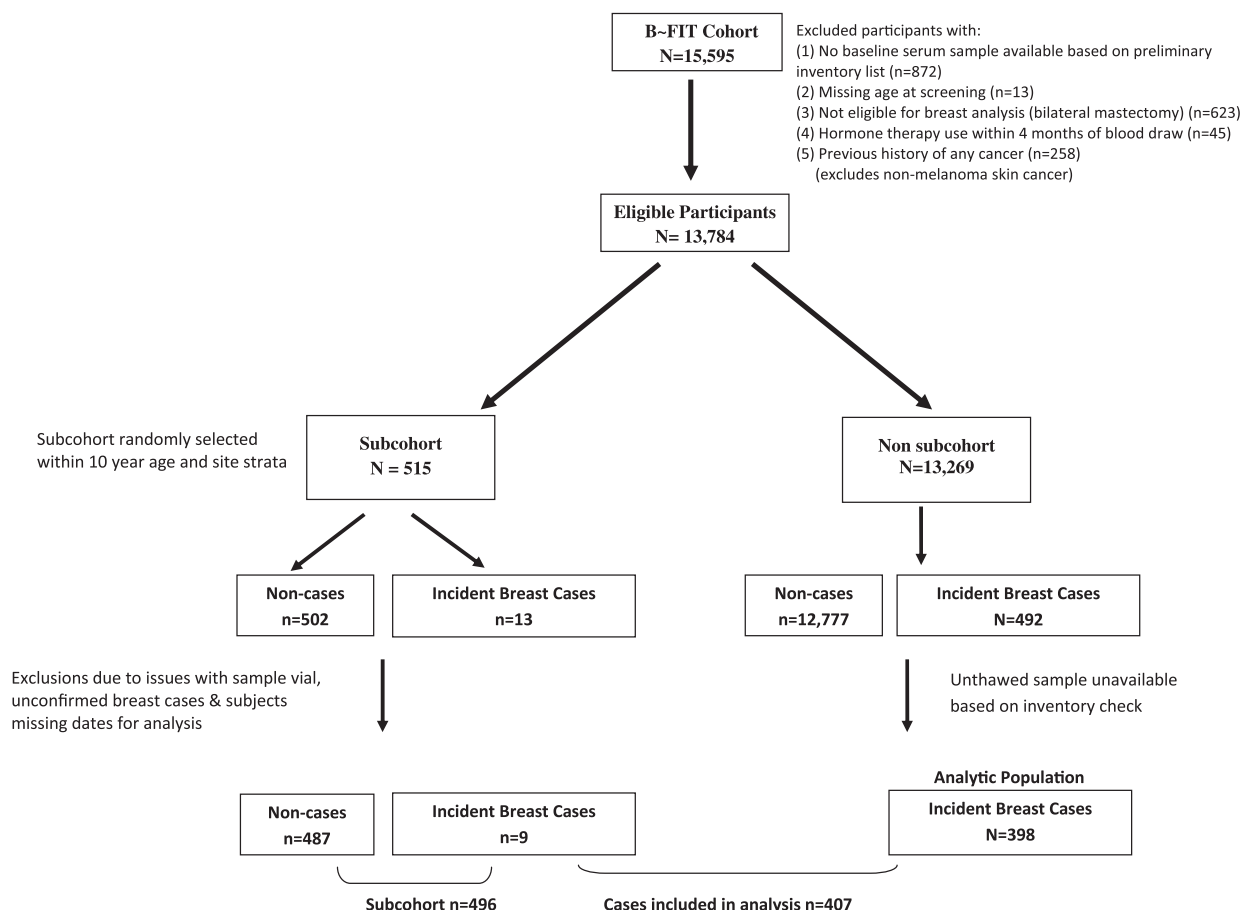 B~FIT Cohort
N=15,595
Excluded participants with:
(1) No baseline serum sample available based on preliminary
inventory list (n=872)
(2) Missing age at screening (n=13)
(3) Not eligible for breast analysis (bilateral mastectomy) (n=623)
(4) Hormone therapy use within 4 months of blood draw (n=45)
(5) Previous history of any cancer (n=258)
(excludes non-melanoma skin cancer)
Eligible Participants
N= 13,784
Subcohort randomly selected
within 10 year age and site strata
Subcohort
N = 515
Non subcohort
N=13,269
Non-cases
n=502
Incident Breast Cases
n=13
Non-cases
n=12,777
Incident Breast Cases
N=492
Exclusions due to issues with sample vial,
unconfirmed breast cases & subjects
missing dates for analysis
Unthawed sample unavailable
based on inventory check
Non-cases
n=487
Incident Breast Cases
n=9
Analytic Population
Incident Breast Cases
N=398
Subcohort n=496
Cases included in analysis n=407